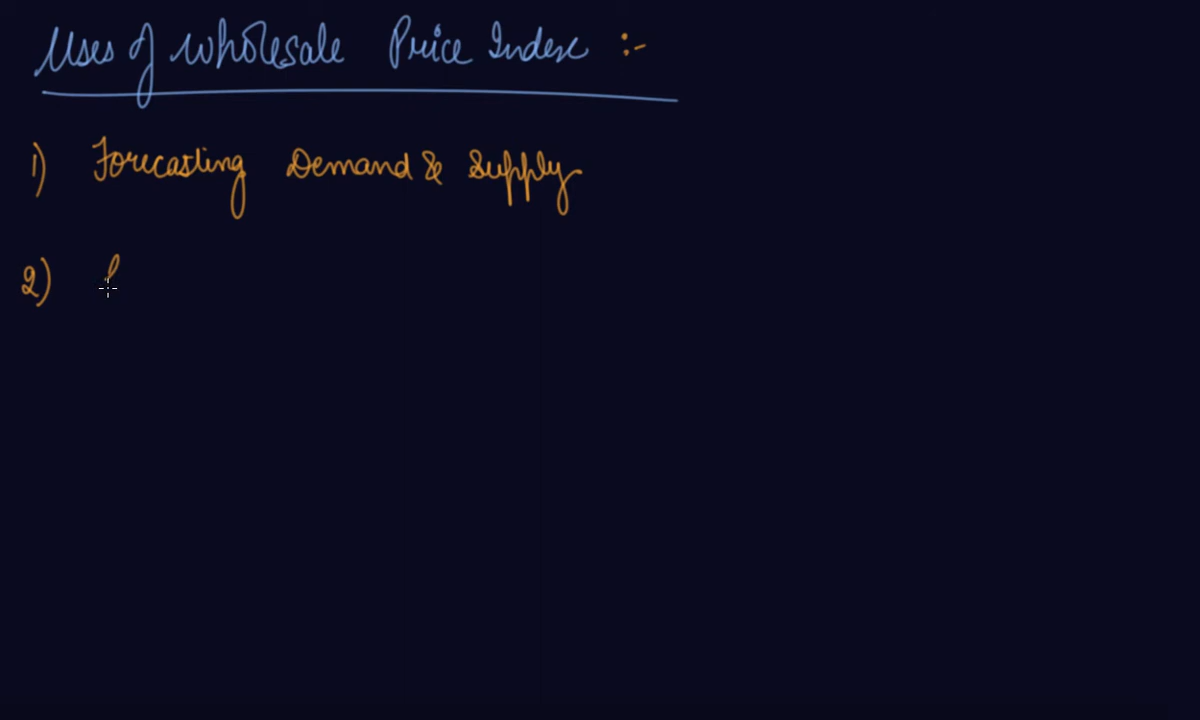 Uses of Wholesale Price Index :-
1) Forecasting Demand & Supply
2)